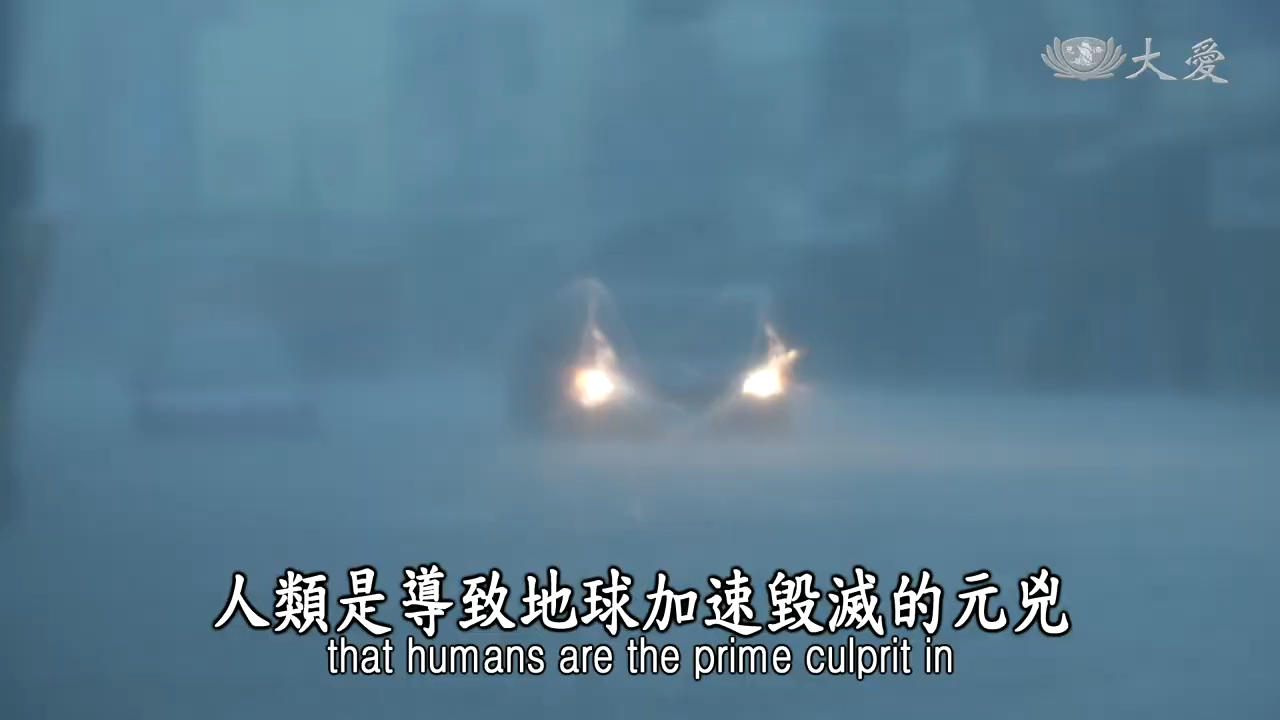 大愛
人類是導致地球加速毀滅的元兇
that humans are the prime culprit in